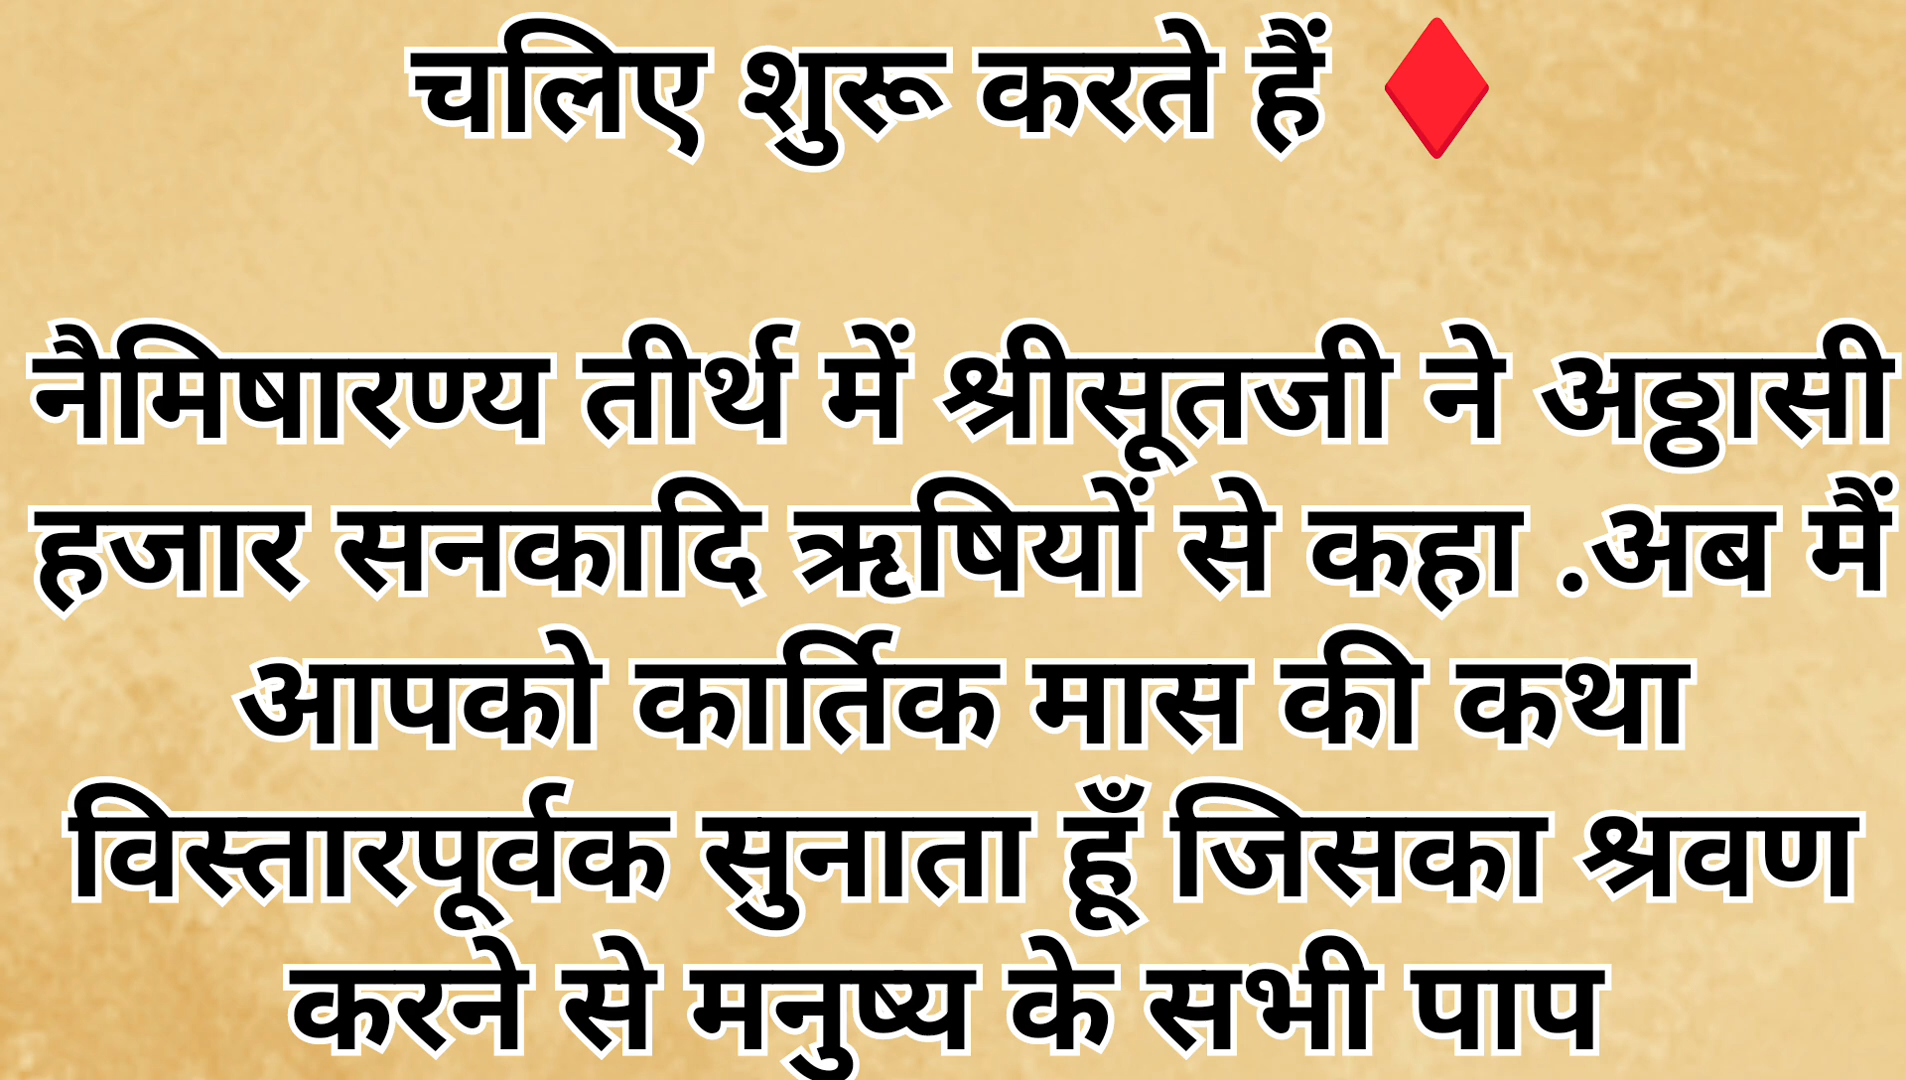 चलिए शुरू करते हैं ♦
नैमिषारण्य तीर्थ में श्रीसूतजी ने अठ्ठासी
हजार सनकादि ऋषियों से कहा .अब मैं
आपको कार्तिक मास की कथा
विस्तारपूर्वक सुनाता हूँ जिसका श्रवण
करने से मनुष्य के सभी पाप